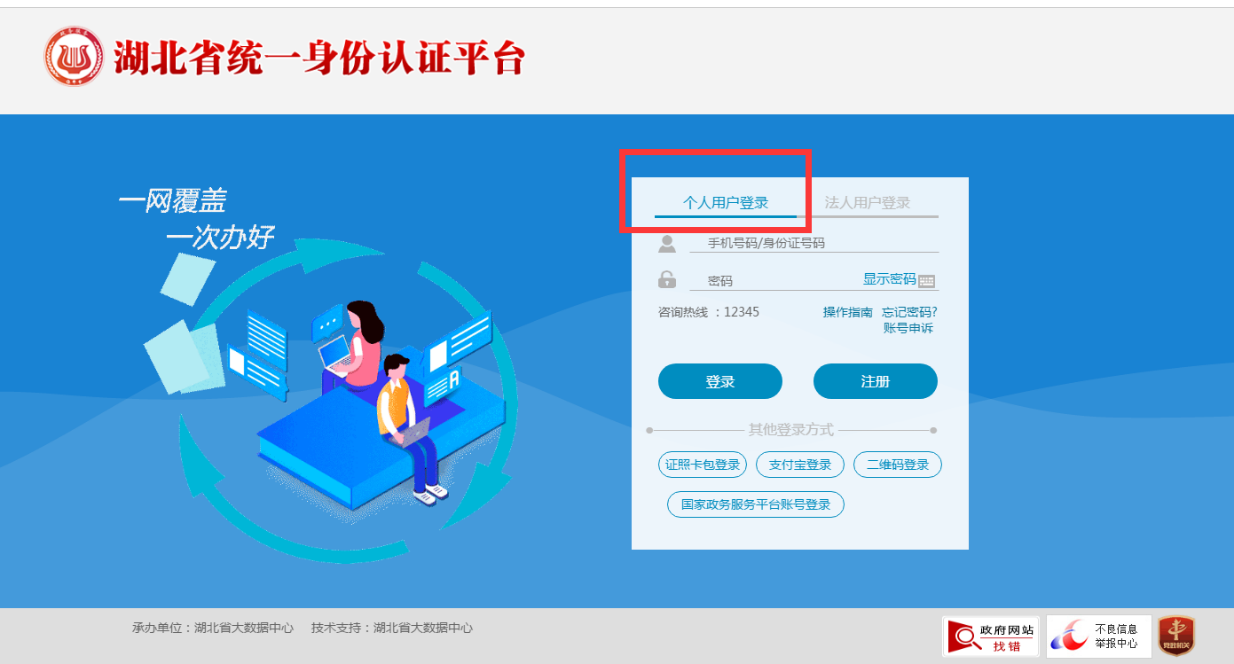 湖北省统一身份认证平台
一网覆盖
一次办好
个人用户登录 法人用户登录
手机号码/身份证号码
密码 显示密码
咨询热线 ：12345 操作指南 忘记密码?
账号申诉
登录 注册
其他登录方式
证照卡包登录 支付宝登录 二维码登录
国家政务服务平台账号登录
A
承办单位：湖北省大数据中心 技术支持：湖北省大数据中心
政府网站
找错
不良信息
举报中心
党政机关